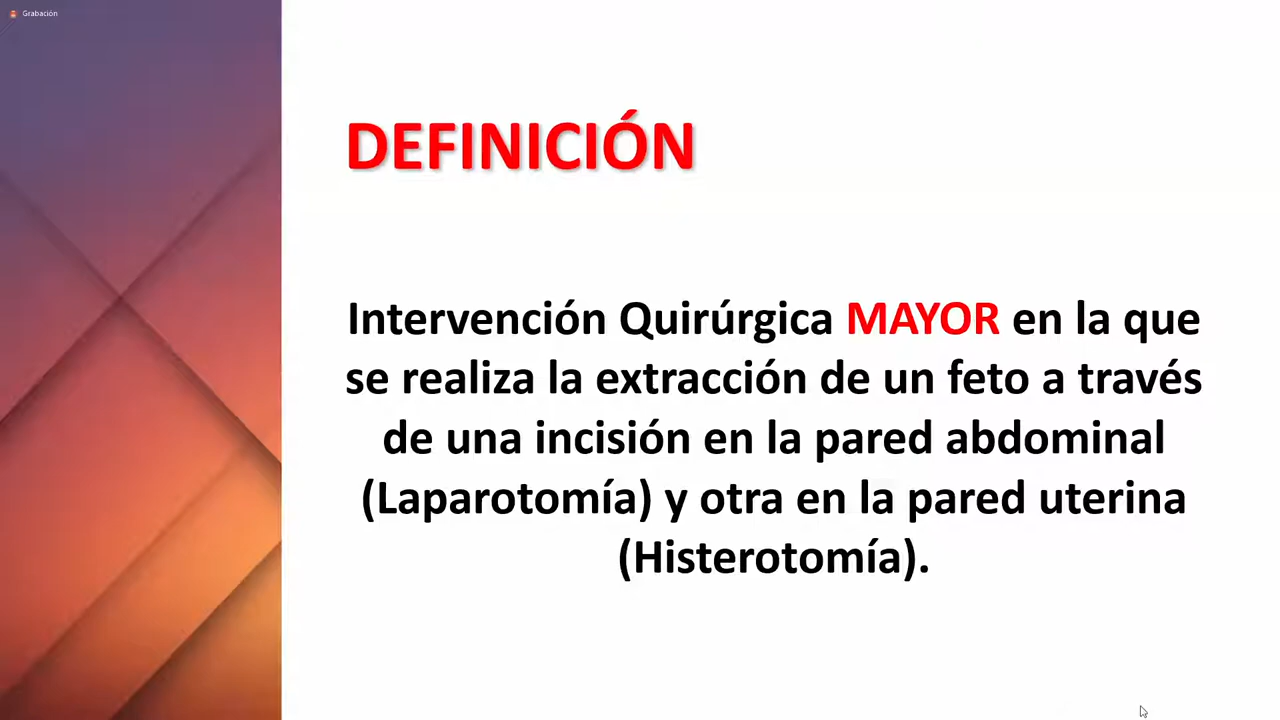 Grabación
DEFINICIÓN
Intervención Quirúrgica MAYOR en la que
se realiza la extracción de un feto a través
de una incisión en la pared abdominal
(Laparotomía) y otra en la pared uterina
(Histerotomía).